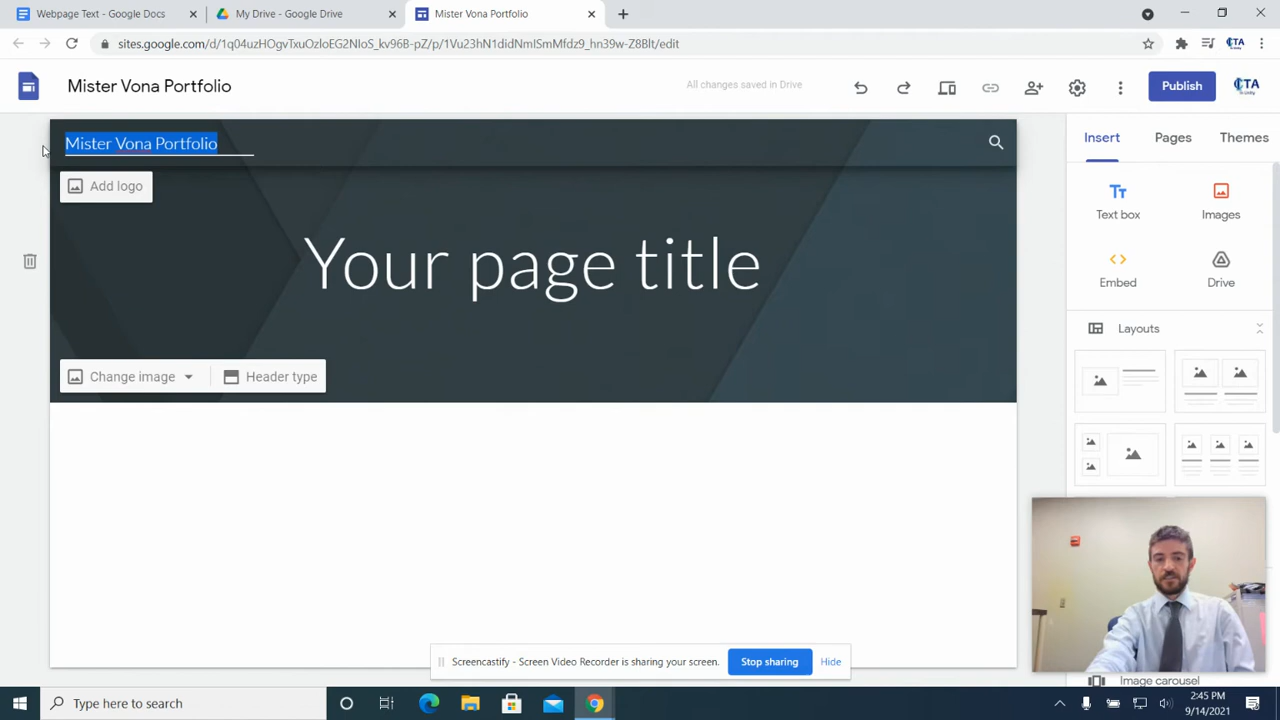 Webpage Text - Google Docs
My Drive - Google Drive
Mister Vona Portfolio
sites.google.com/d/1q04uzHOgvTxuOzIoEG2NIoS_kv96B-pZ/p/1Vu23hN1didNmISmMfdz9_hn39w-Z8Blt/edit
Mister Vona Portfolio
All changes saved in Drive
Publish
CTA
Mister Vona Portfolio
Add logo
Your page title
Change image
Header type
Insert
Pages
Themes
Text box
Images
Embed
Drive
Layouts
Image carousel
Screencastify - Screen Video Recorder is sharing your screen.
Stop sharing
Hide
Type here to search
2:45 PM
9/14/2021